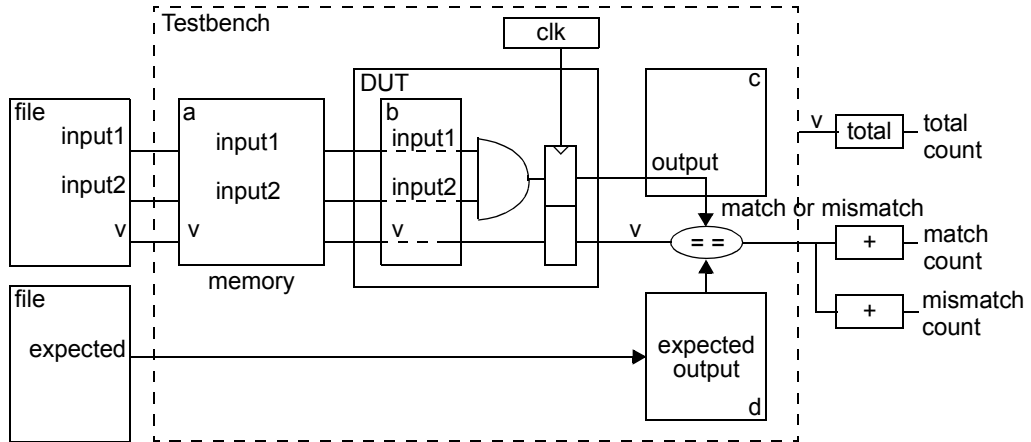 Testbench
clk
DUT
c
file
a
b
input1
input1
input1
v
total
total
count
output
input2
input2
input2
match or mismatch
v
v
v
v
= =
+
match
count
memory
file
+
mismatch
count
expected
expected
output
d